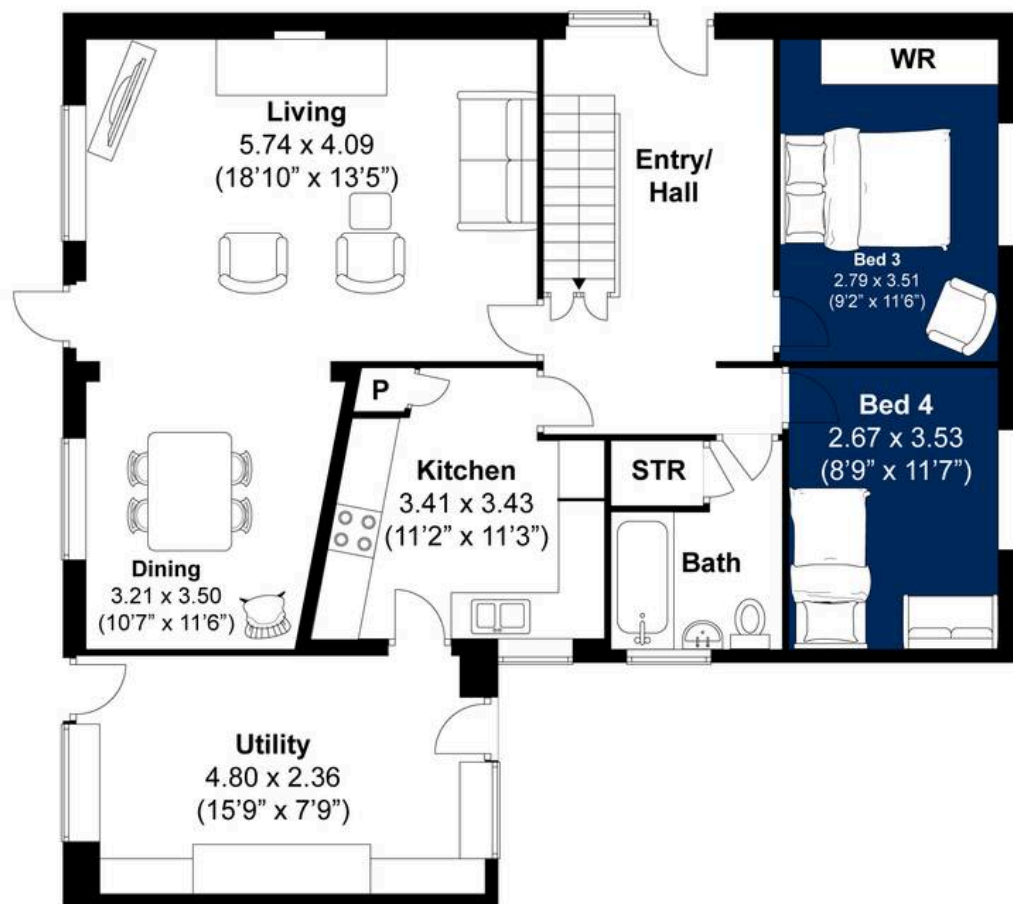 Living
5.74 x 4.09
(18’10” x 13’5”)
Entry/
Hall
WR
Bed 3
2.79 x 3.51
(9’2” x 11’6”)
P
Kitchen
3.41 x 3.43
(11’2” x 11’3”)
STR
Bath
Bed 4
2.67 x 3.53
(8’9” x 11’7”)
Dining
3.21 x 3.50
(10’7” x 11’6”)
Utility
4.80 x 2.36
(15’9” x 7’9”)